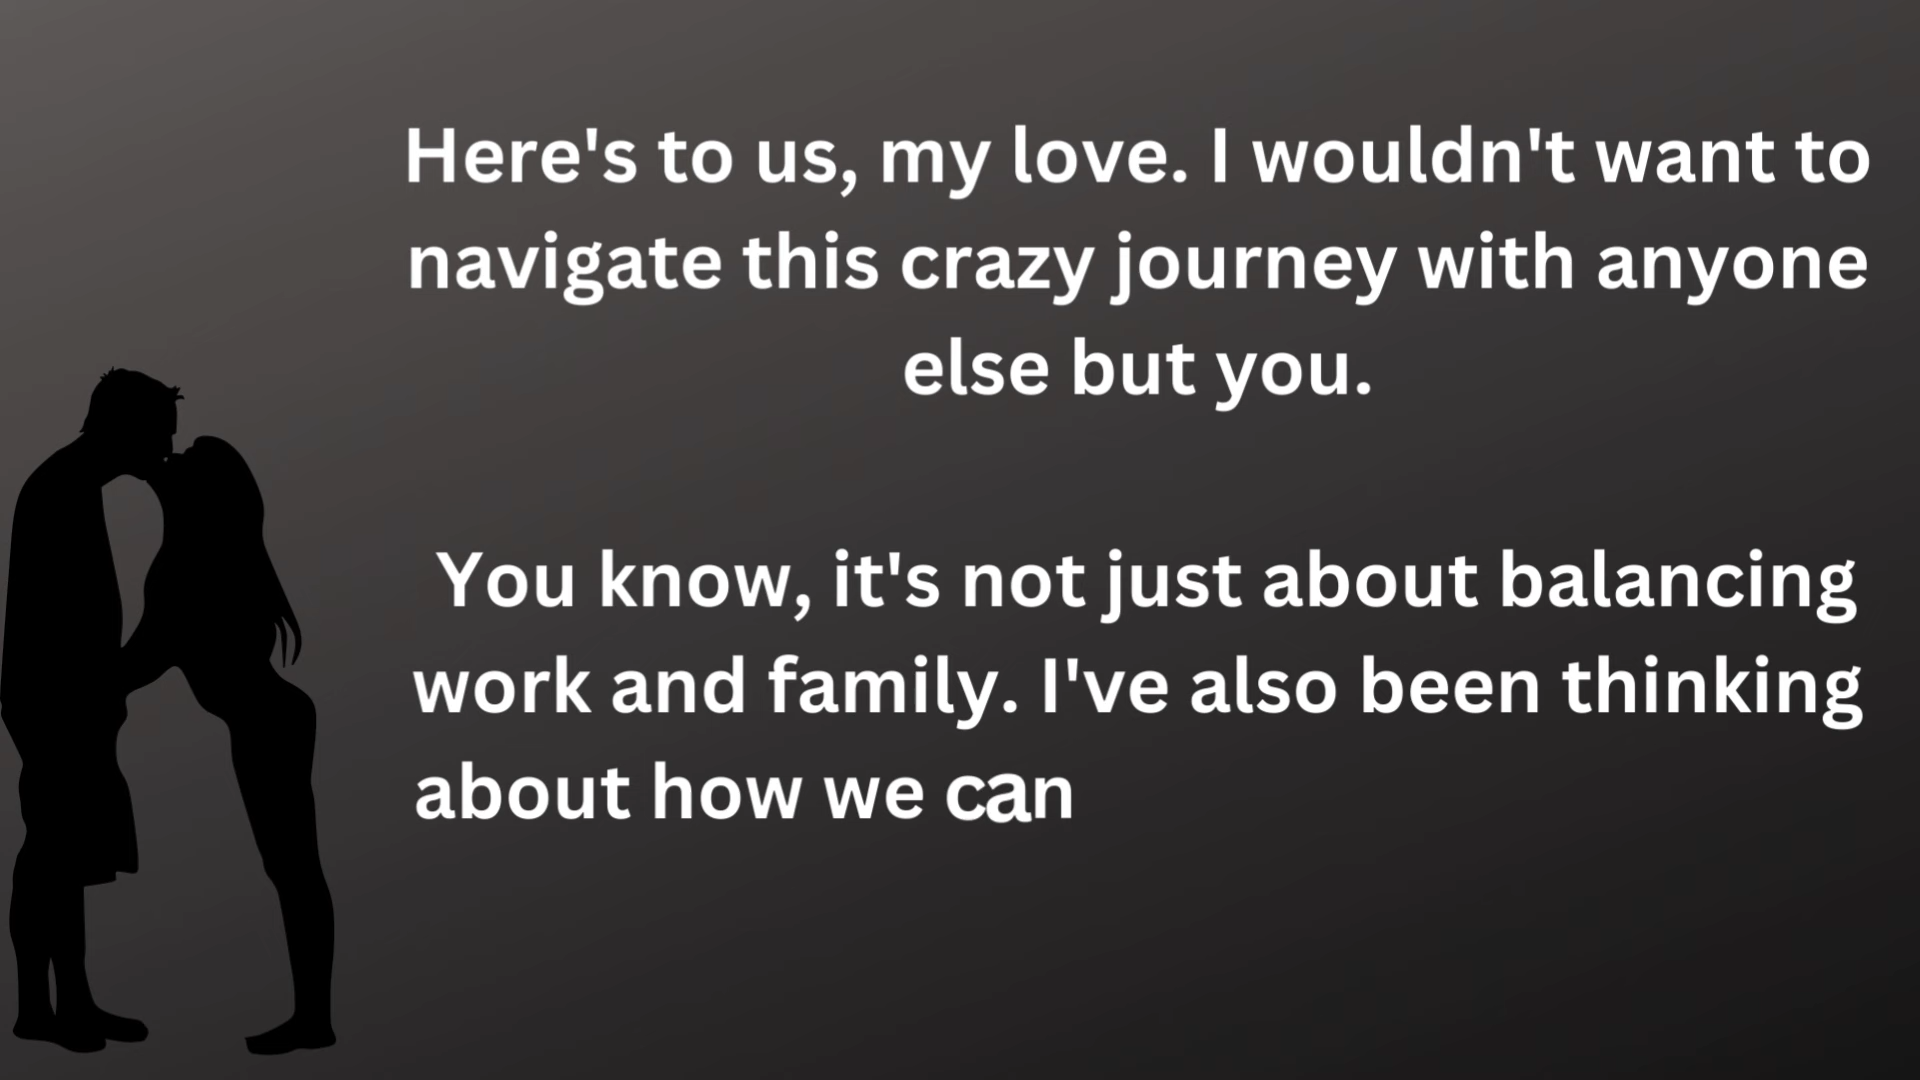 Here's to us, my love. I wouldn't want to
navigate this crazy journey with anyone
else but you.
You know, it's not just about balancing
work and family. I've also been thinking
about how we can